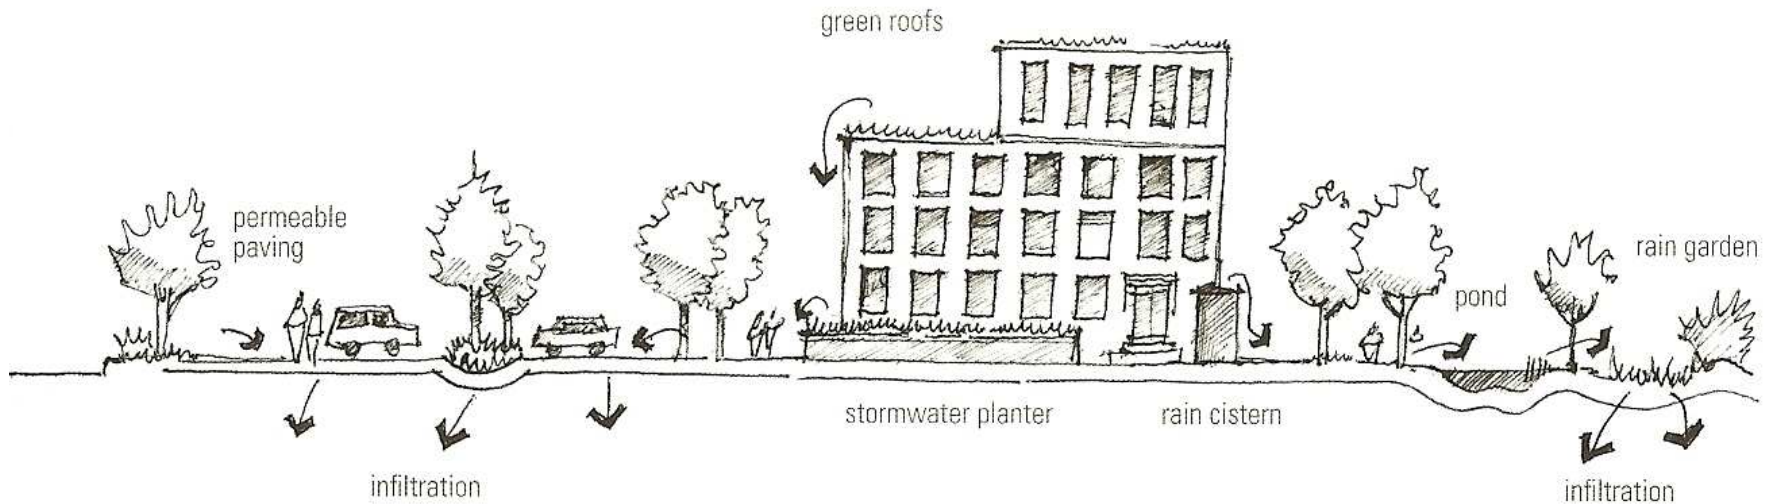 green roofs
permeable
paving
rain garden
pond
stormwater planter
rain cistern
infiltration
infiltration